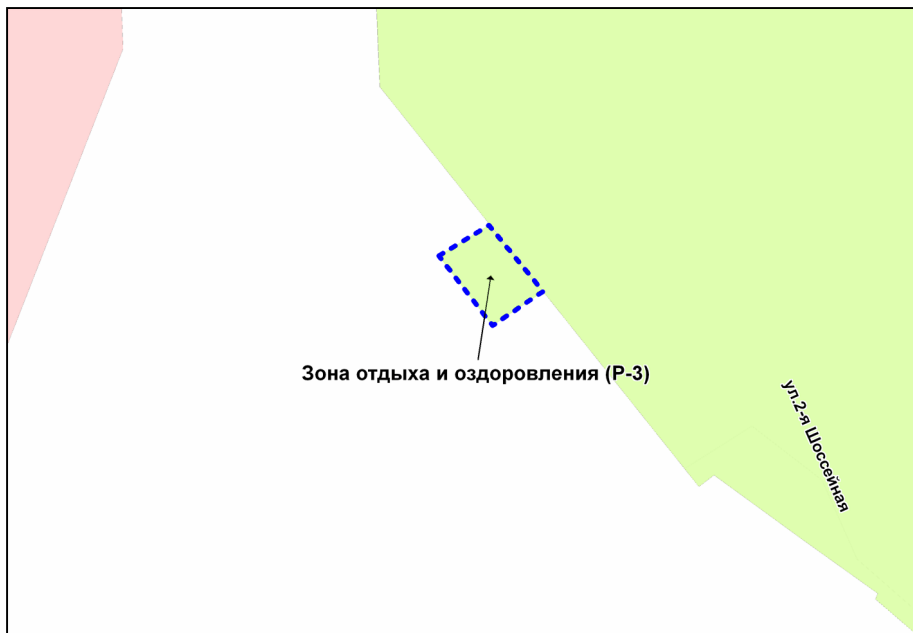 Зона отдыха и оздоровления (Р-3)
ул.2-я Шоссейная